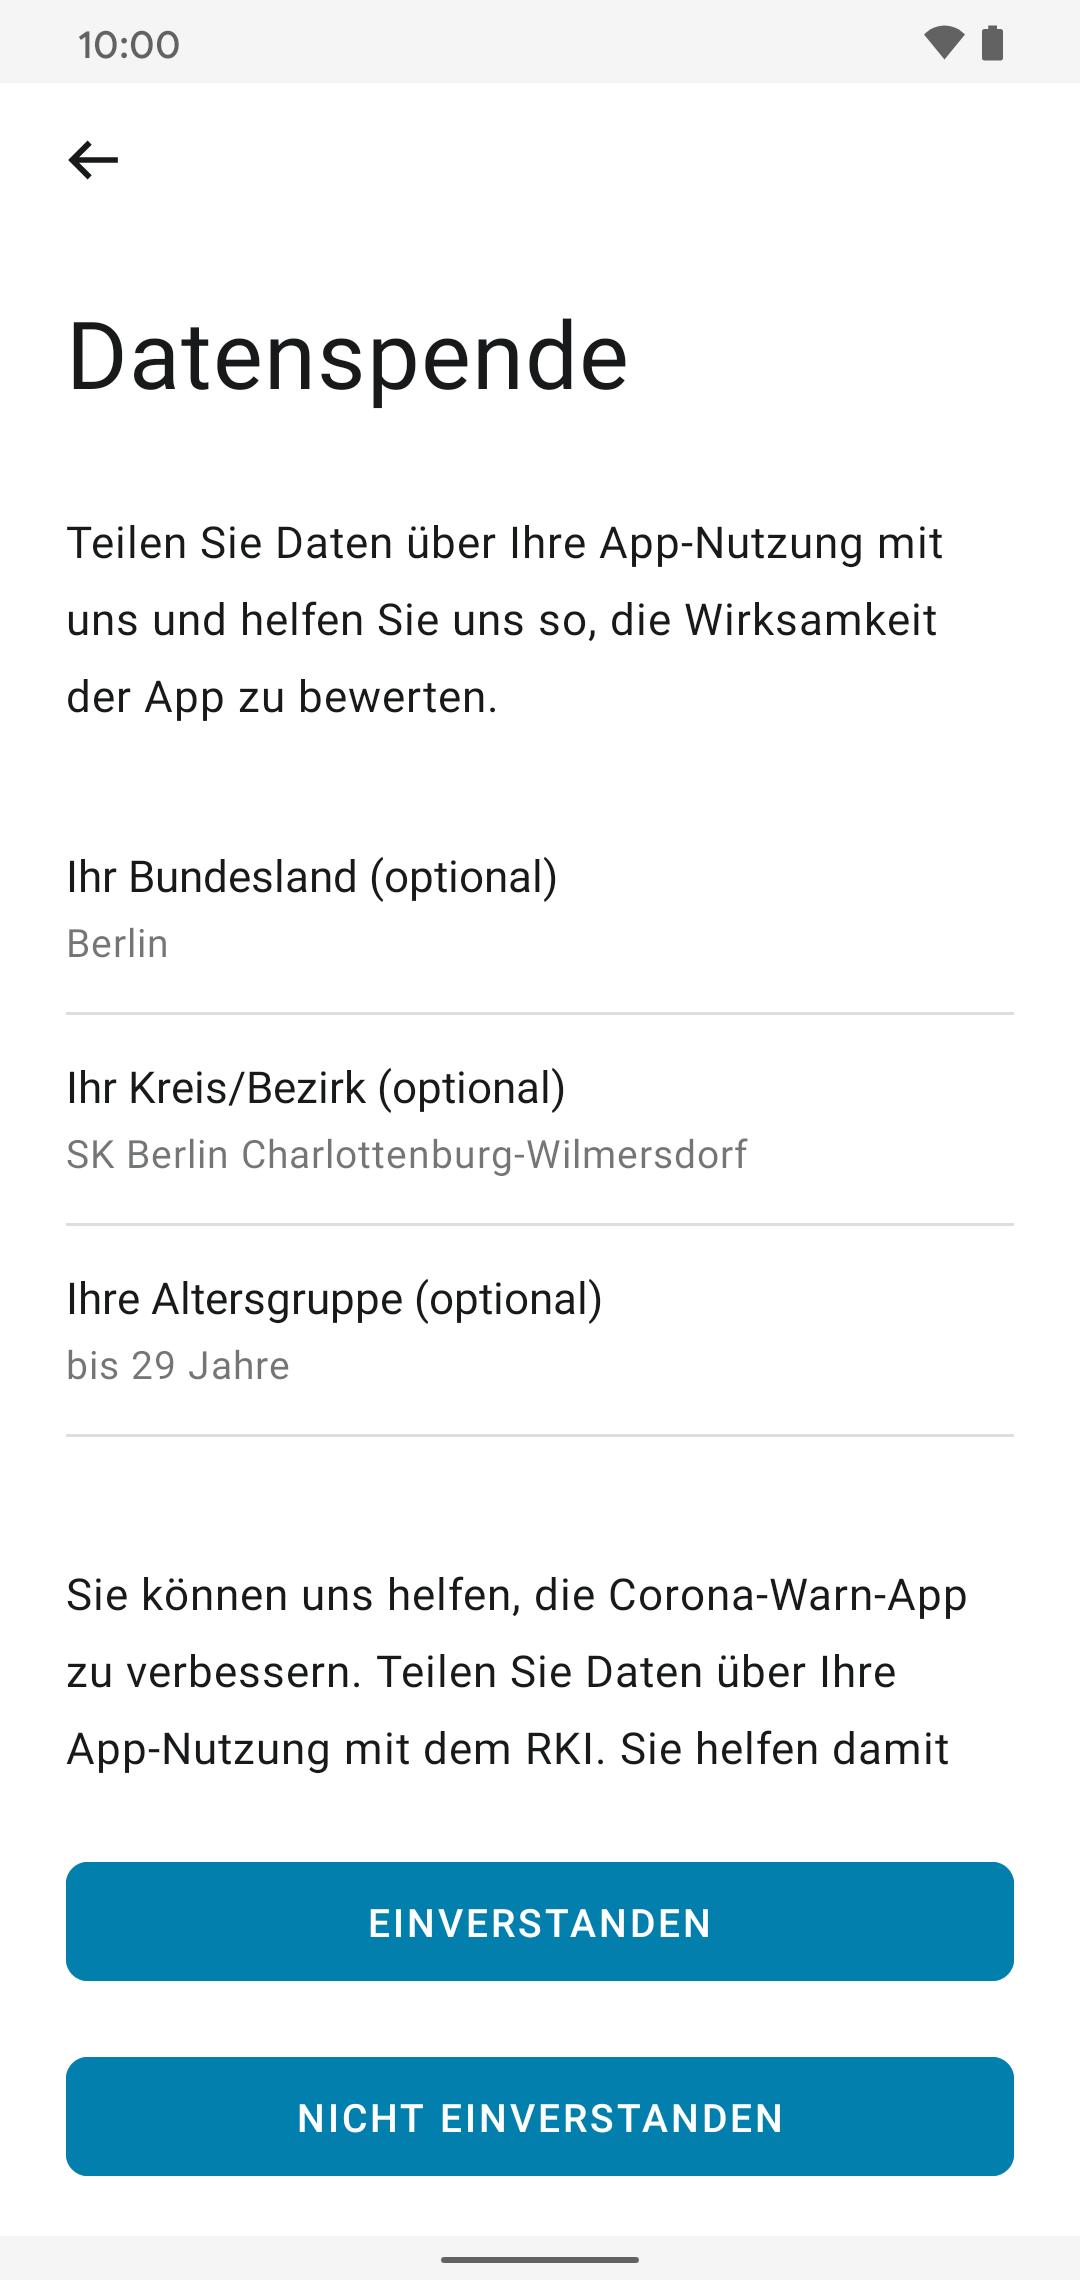 10:00
Datenspende
Teilen Sie Daten über Ihre App-Nutzung mit
uns und helfen Sie uns so, die Wirksamkeit
der App zu bewerten.
Ihr Bundesland (optional)
Berlin
Ihr Kreis/Bezirk (optional)
SK Berlin Charlottenburg-Wilmersdorf
Ihre Altersgruppe (optional)
bis 29 Jahre
Sie können uns helfen, die Corona-Warn-App
zu verbessern. Teilen Sie Daten über Ihre
App-Nutzung mit dem RKI. Sie helfen damit
EINVERSTANDEN
NICHT EINVERSTANDEN